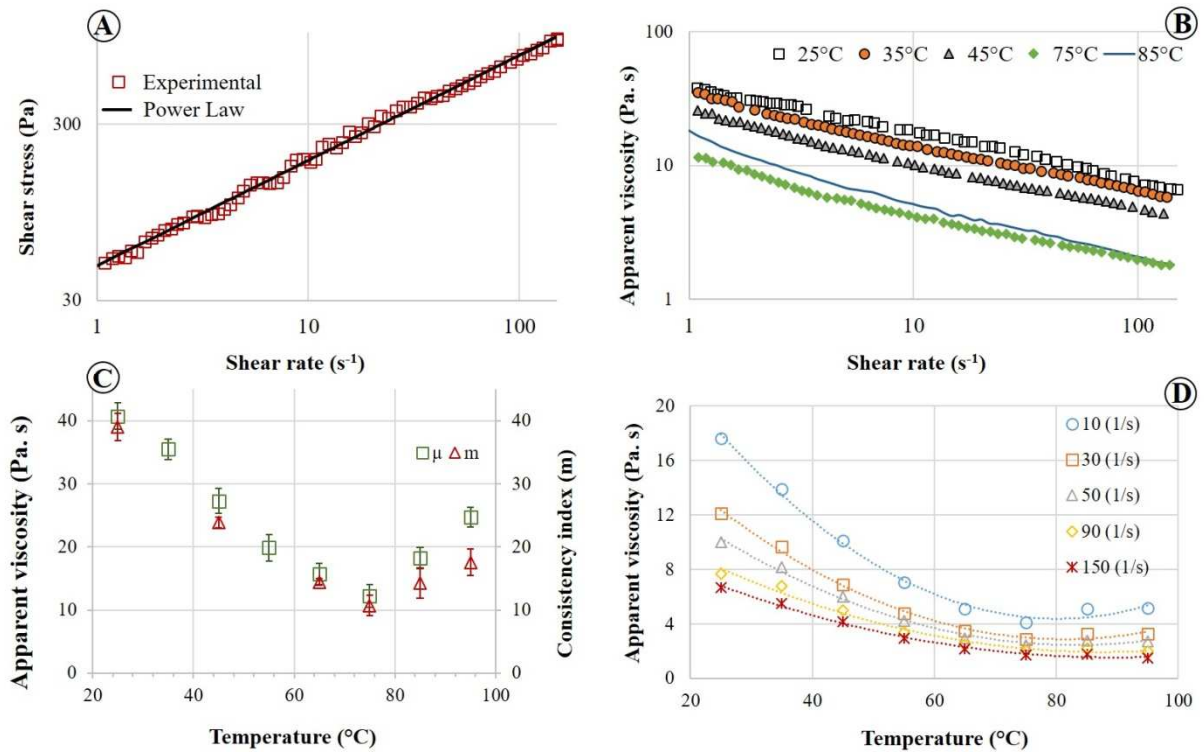 A
Shear stress (Pa)
300
30
Experimental
Power Law
1 10 100
Shear rate (s⁻¹)
B
Apparent viscosity (Pa. s)
100
10
1
25°C 35°C 45°C 75°C 85°C
1 10 100
Shear rate (s⁻¹)
C
Apparent viscosity (Pa. s)
40
30
20
10
0
µ m
40
30
20
10
0
Consistency index (m)
20 40 60 80 100
Temperature (°C)
D
Apparent viscosity (Pa. s)
20
16
12
8
4
0
10 (1/s)
30 (1/s)
50 (1/s)
90 (1/s)
150 (1/s)
20 40 60 80 100
Temperature (°C)